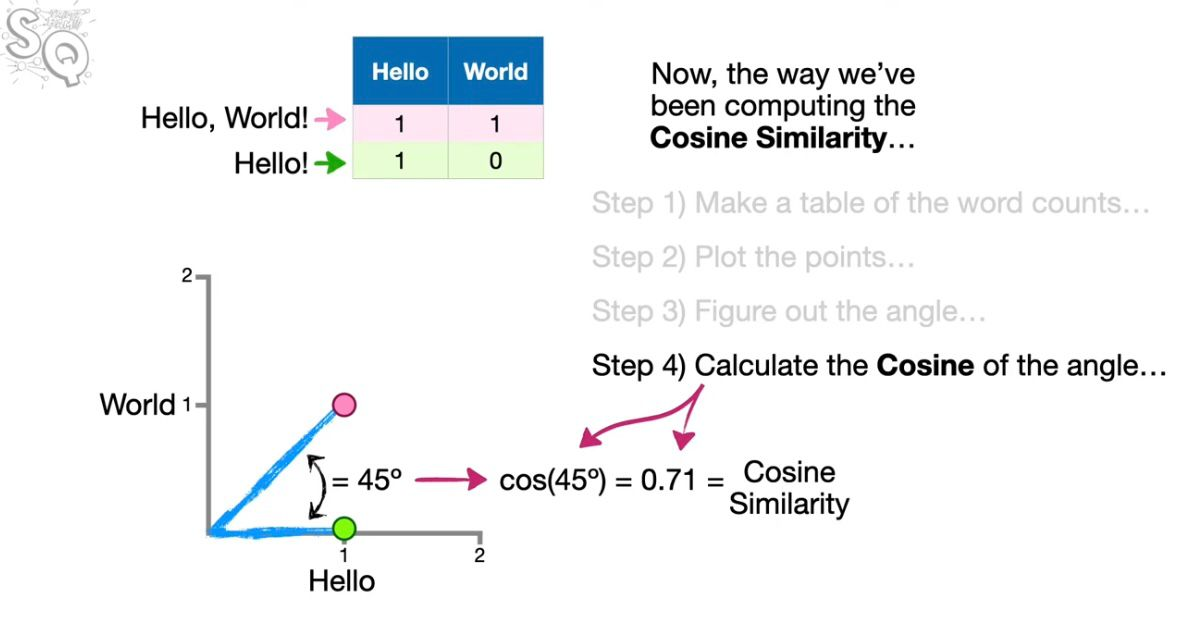 SQ
Hello World
Hello, World! 1 1
Hello! 1 0
Now, the way we’ve
been computing the
Cosine Similarity…
Step 1) Make a table of the word counts…
Step 2) Plot the points…
Step 3) Figure out the angle…
Step 4) Calculate the Cosine of the angle…
2
World 1
= 45º
cos(45º) = 0.71 = Cosine
Similarity
1 2
Hello